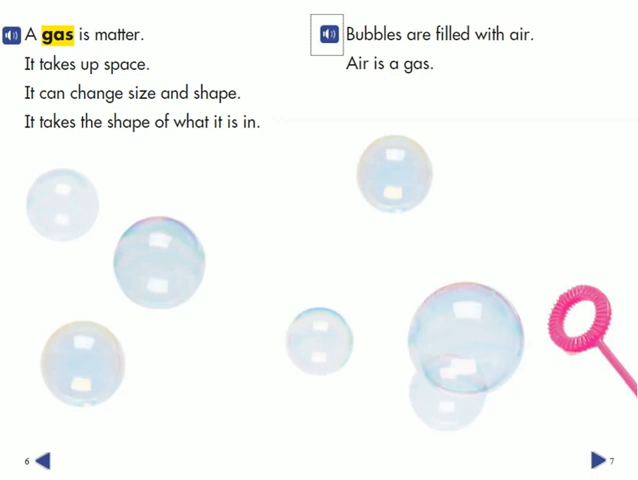 A gas is matter.
It takes up space.
It can change size and shape.
It takes the shape of what it is in.
Bubbles are filled with air.
Air is a gas.
6
7